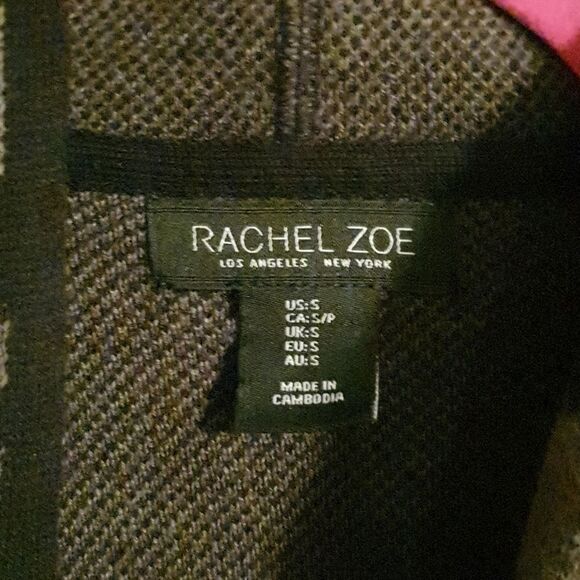 RACHEL ZOE
LOS ANGELES NEW YORK
US:S
CA:S/P
UK:S
EU:S
AU:S
MADE IN
CAMBODIA